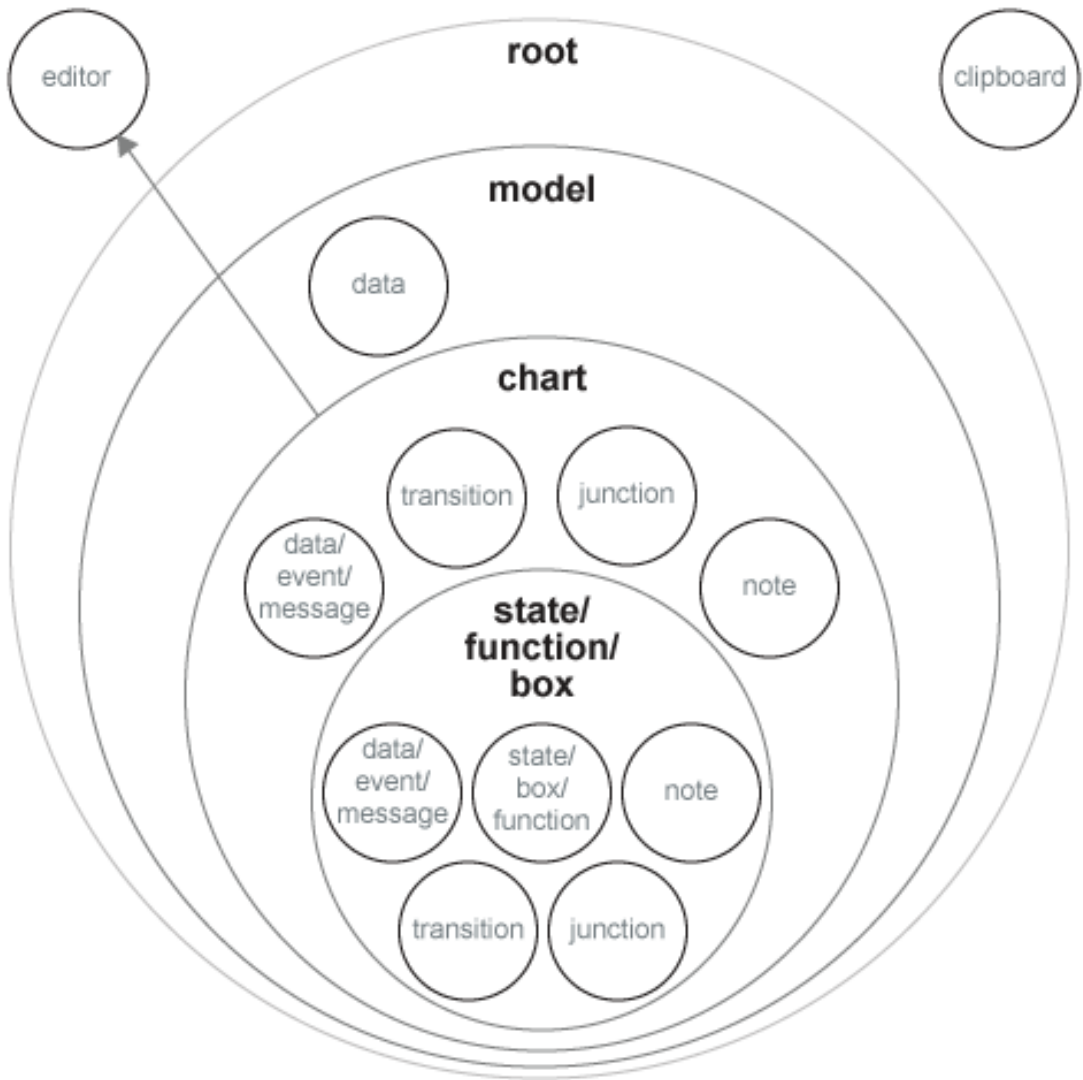 editor
root
clipboard
model
data
chart
transition
junction
data/
event/
message
note
state/
function/
box
data/
event/
message
state/
box/
function
note
transition
junction